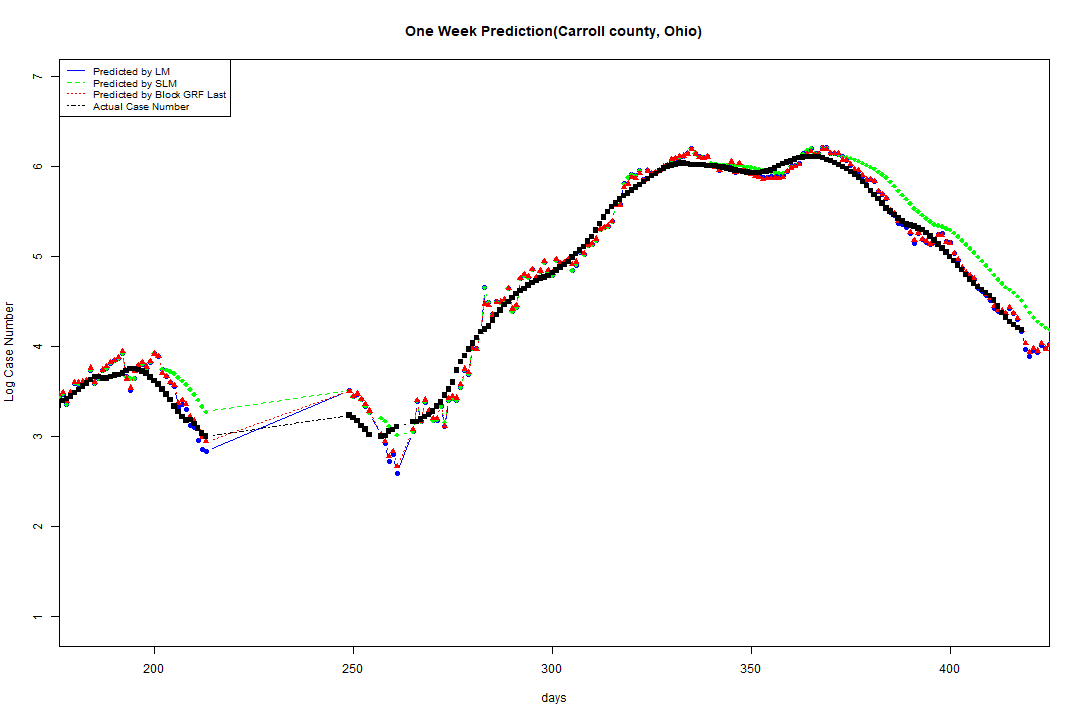 One Week Prediction(Carroll county, Ohio)
Predicted by LM
Predicted by SLM
Predicted by Block GRF Last
Actual Case Number
7
6
5
4
3
2
1
Log Case Number
200 250 300 350 400
days